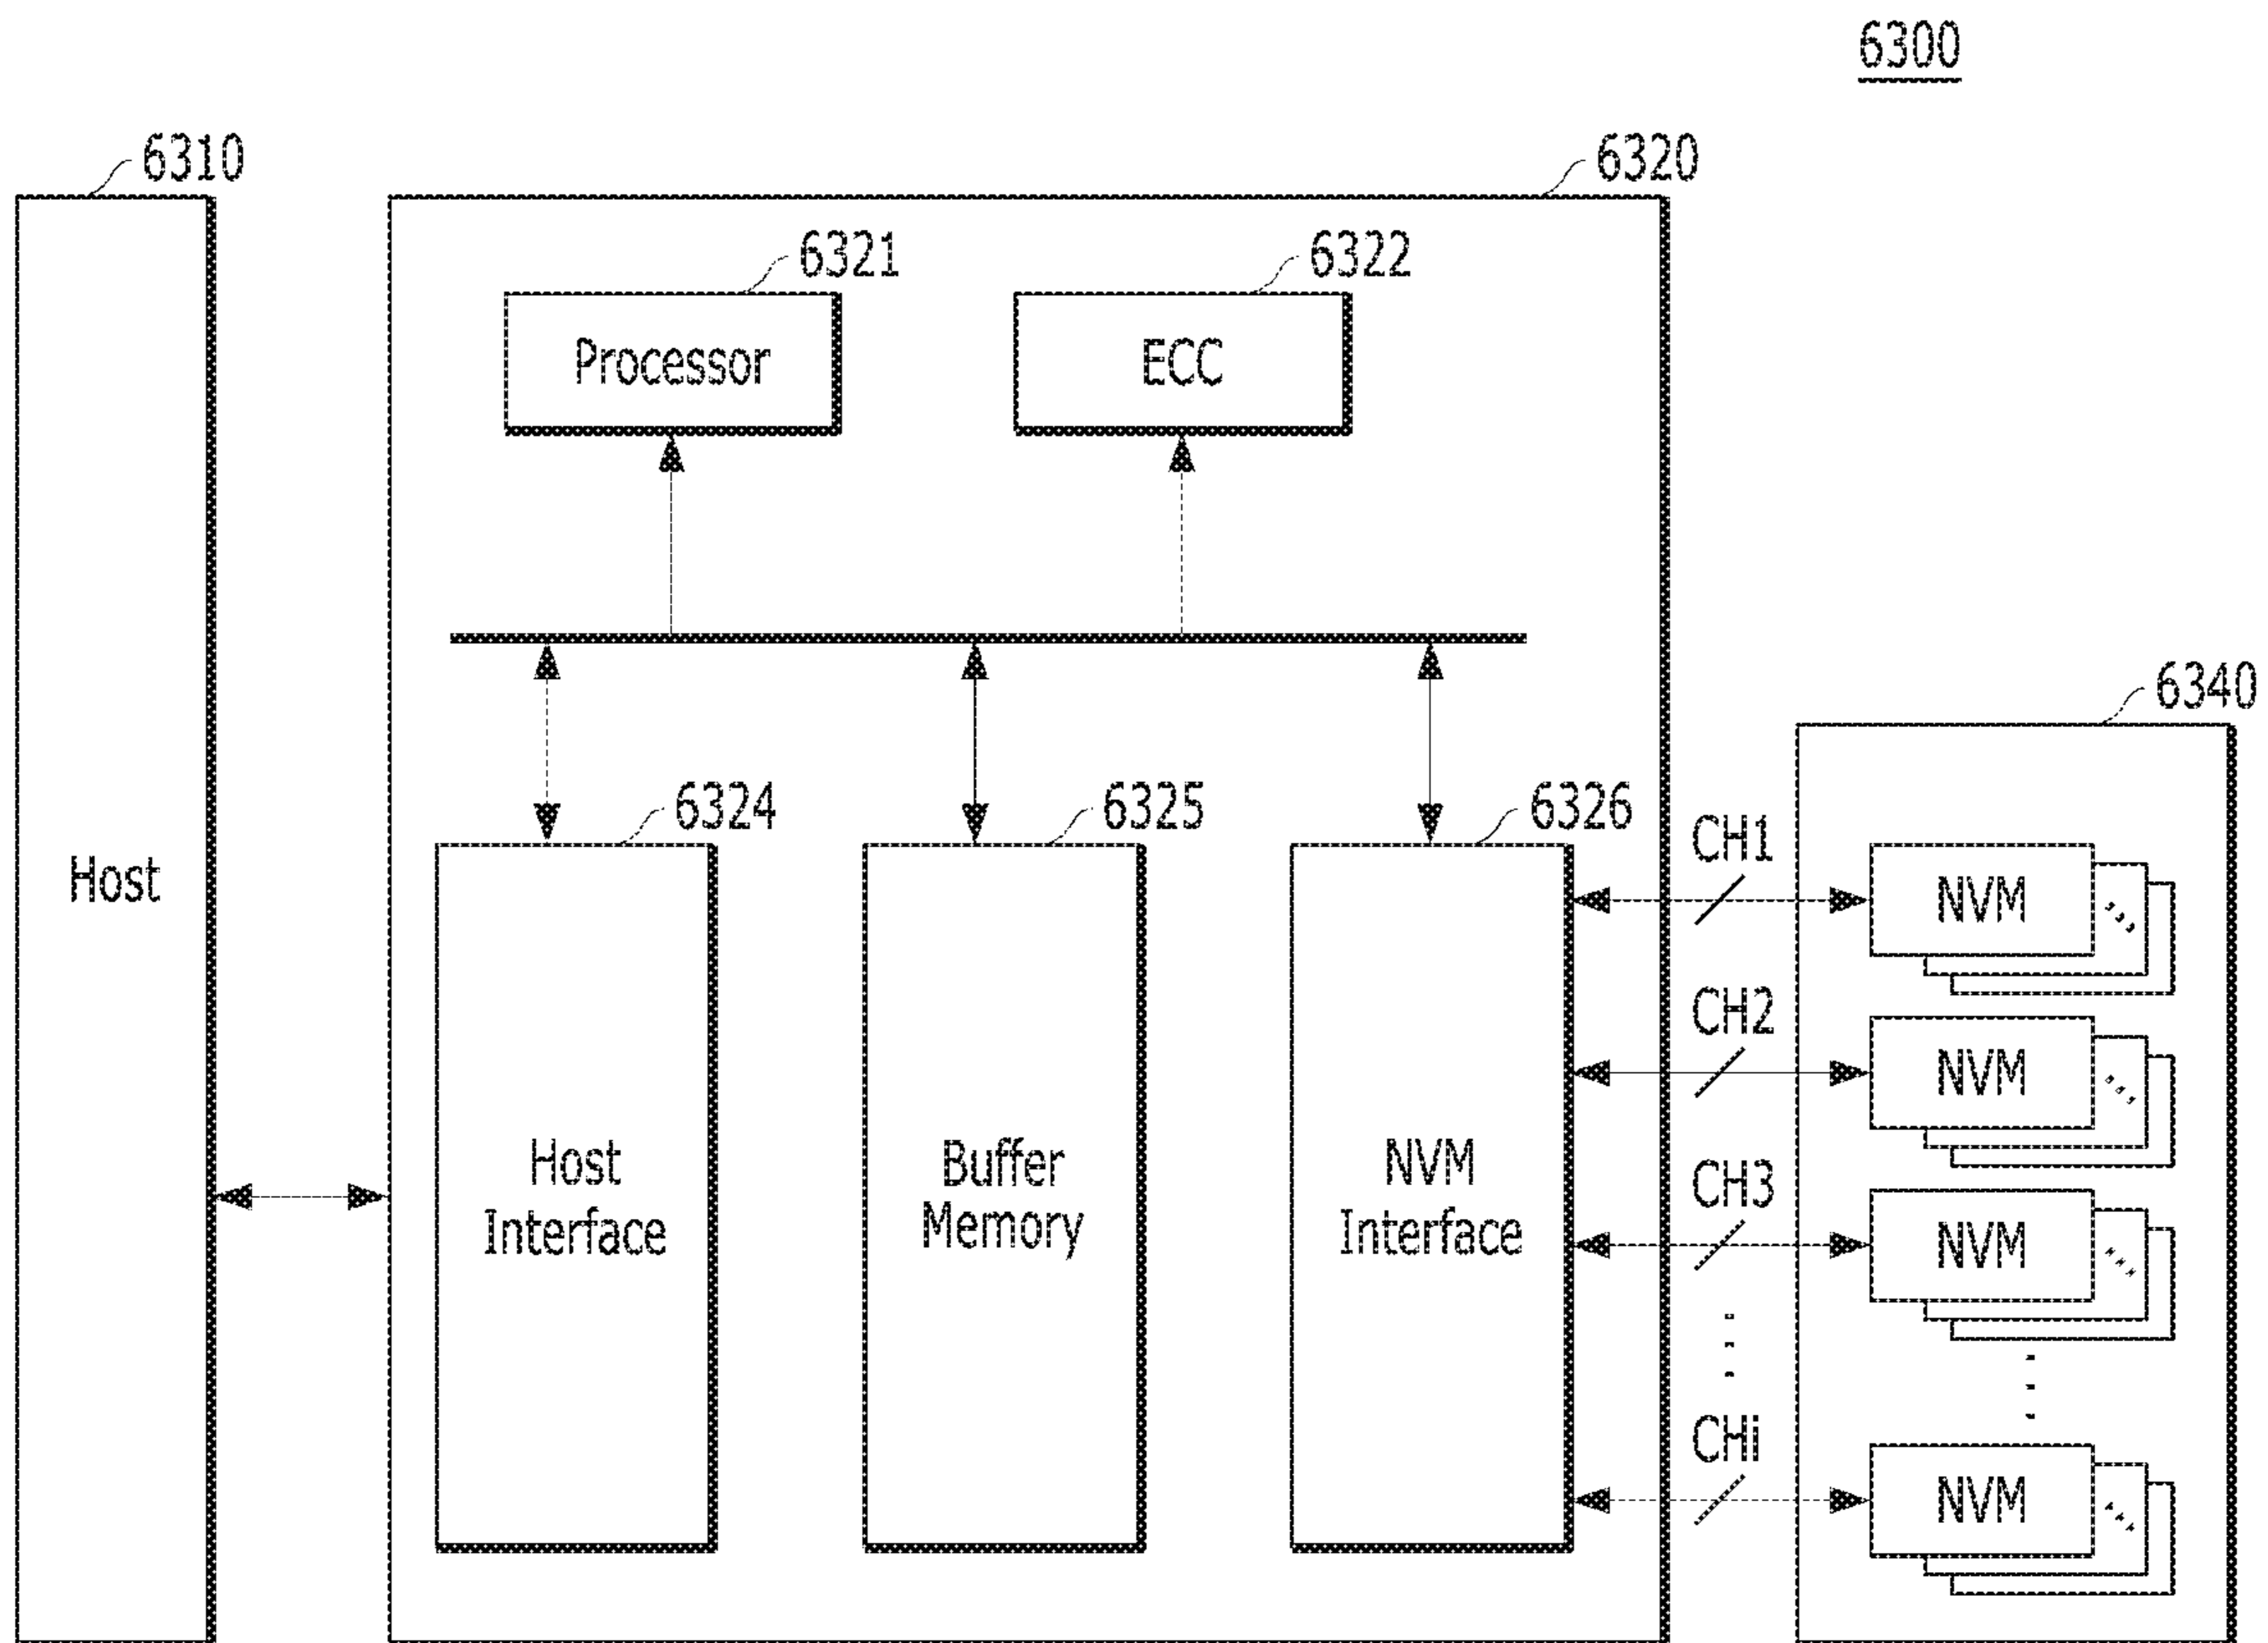 6300
6310
6320
6321
6322
Processor
ECC
6340
6324
6325
6326
CH1
Host
NVM
CH2
NVM
Host
Interface
Buffer
Memory
NVM
Interface
CH3
NVM
CHi
NVM